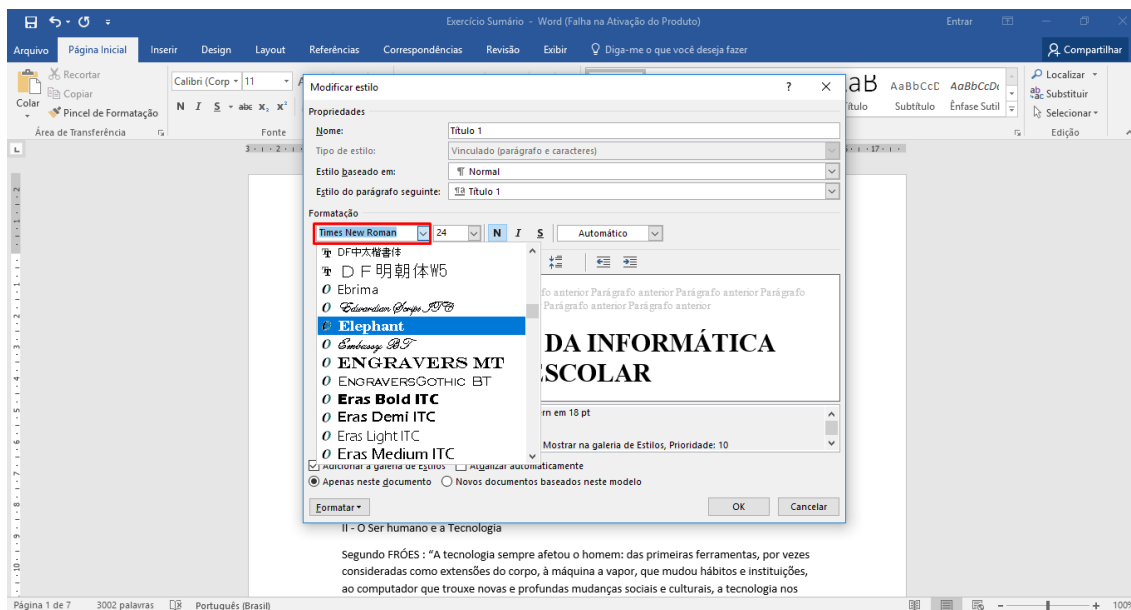 Exercício Sumário - Word (Falha na Ativação do Produto)
Entrar
Arquivo Página Inicial Inserir Design Layout Referências Correspondências Revisão Exibir Diga-me o que você deseja fazer
Compartilhar
Colar
Recortar
Copiar
Pincel de Formatação
Área de Transferência
Calibri (Corp 11
N I S abc X₂ X²
Fonte
AaBbCcC AaBbCcDt
Subtítulo Ênfase Sutil
Localizar
Substituir
Selecionar
Edição
Modificar estilo
? ×
Propriedades
Nome: Título 1
Tipo de estilo: Vinculado (parágrafo e caracteres)
Estilo baseado em: ¶ Normal
Estilo do parágrafo seguinte: ¶a Título 1
Formatação
Times New Roman 24 N I S Automático
DF中太楷書体
DF明朝体W5
Ebrima
Edwardian Script ITC
Elephant
Embassy BT
ENGRAVERS MT
ENGRAVERSGOTHIC BT
Eras Bold ITC
Eras Demi ITC
Eras Light ITC
Eras Medium ITC
fo anterior Parágrafo anterior Parágrafo anterior Parágrafo
Parágrafo anterior Parágrafo anterior
DA INFORMÁTICA
SCOLAR
rn em 18 pt
Mostrar na galeria de Estilos, Prioridade: 10
Adicionar à galeria de Estilos Atualizar automaticamente
Apenas neste documento Novos documentos baseados neste modelo
Formatar OK Cancelar
II - O Ser humano e a Tecnologia
Segundo FRÓES : "A tecnologia sempre afetou o homem: das primeiras ferramentas, por vezes
consideradas como extensões do corpo, à máquina a vapor, que mudou hábitos e instituições,
ao computador que trouxe novas e profundas mudanças sociais e culturais, a tecnologia nos
Página 1 de 7 3002 palavras Português (Brasil)
- + 100%